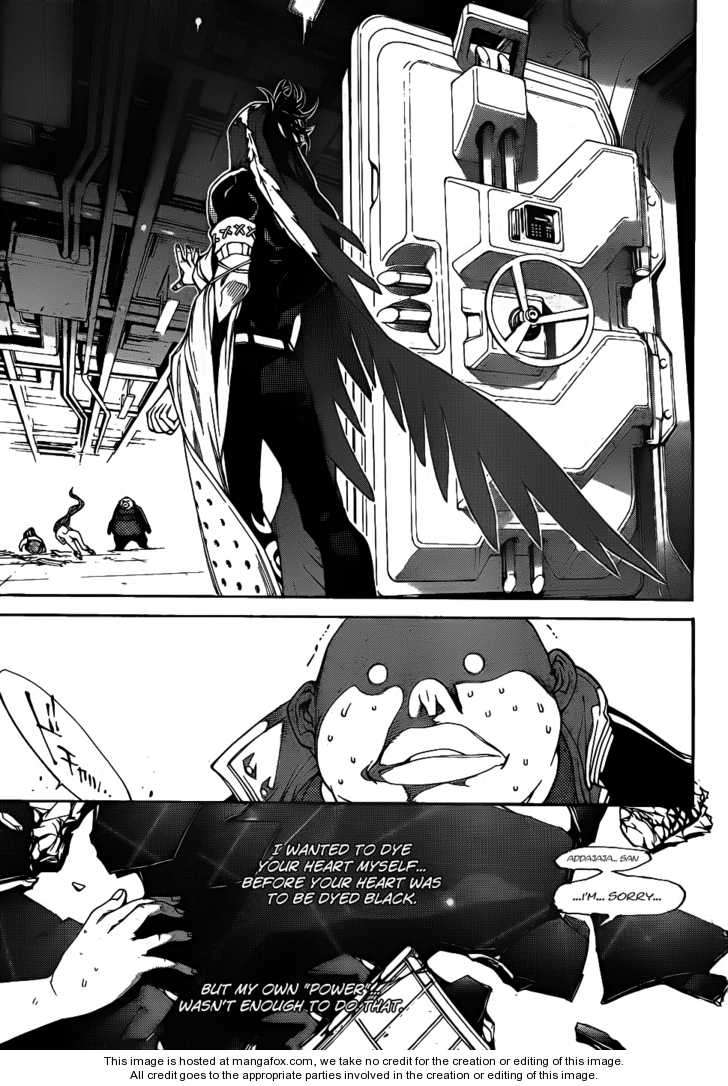 I WANTED TO DYE
YOUR HEART MYSELF...
BEFORE YOUR HEART WAS
TO BE DYED BLACK.
ADDAJAJA... SAN
...I'M... SORRY...
BUT MY OWN "POWER"...
WASN'T ENOUGH TO DO THAT.
This image is hosted at mangafox.com, we take no credit for the creation or editing of this image.
All credit goes to the appropriate parties involved in the creation or editing of this image.